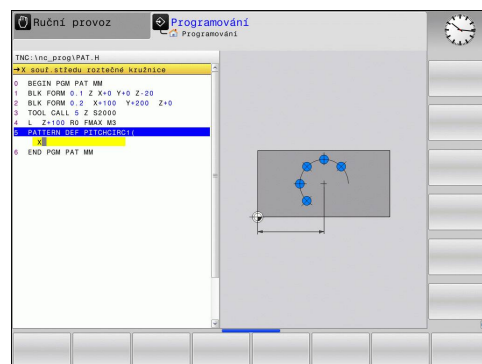 Ruční provoz
Programování
Programování
TNC:\nc_prog\PAT.H
→X souř.středu roztečné kružnice
0 BEGIN PGM PAT MM
1 BLK FORM 0.1 Z X+0 Y+0 Z-20
2 BLK FORM 0.2 X+100 Y+200 Z+0
3 TOOL CALL 5 Z S2000
4 L Z+100 R0 FMAX M3
5 PATTERN DEF PITCHCIRC1(
X
6 END PGM PAT MM